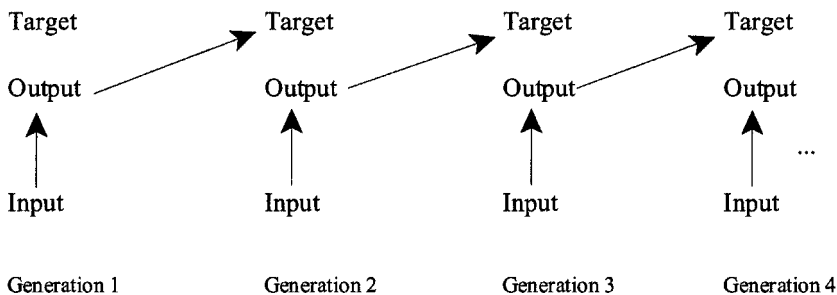 Target Target Target Target
Output Output Output Output
...
Input Input Input Input
Generation 1 Generation 2 Generation 3 Generation 4